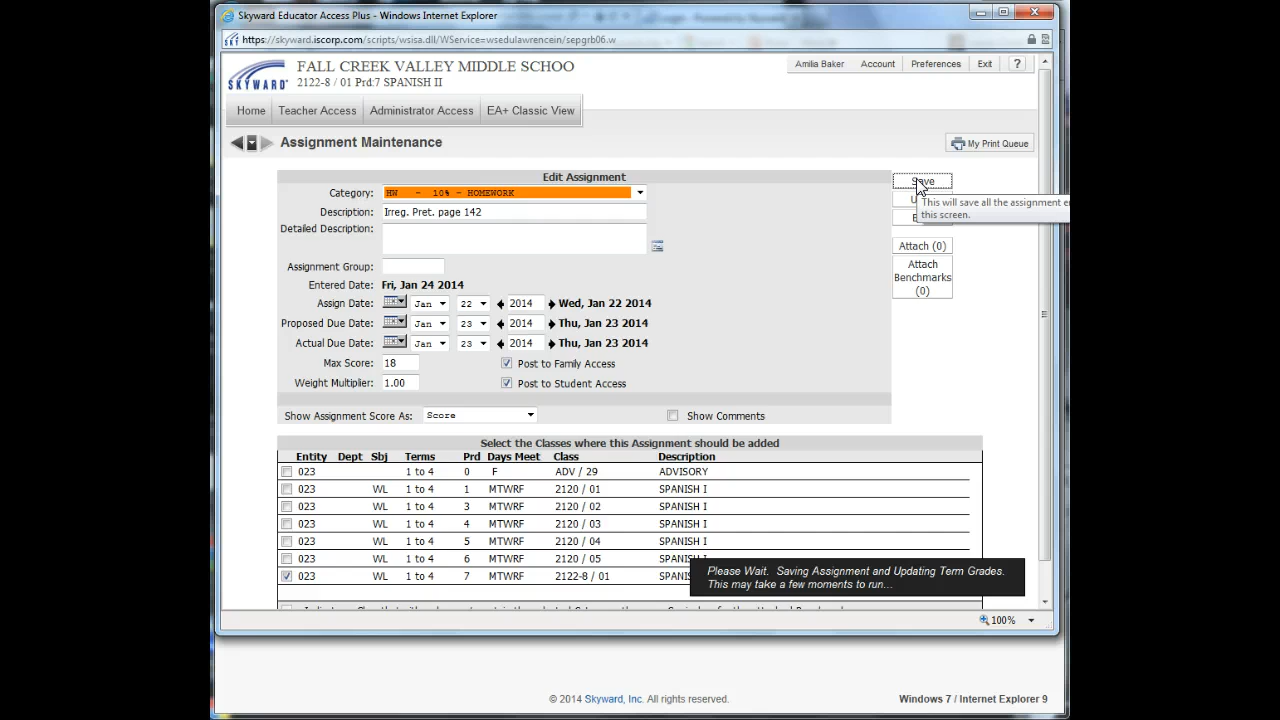 Skyward Educator Access Plus - Windows Internet Explorer
https://skyward.iscorp.com/scripts/wsisa.dll/WService=wsedulawrencein/sepgrb06.w
SKYWARD
FALL CREEK VALLEY MIDDLE SCHOO
2122-8 / 01 Prd:7 SPANISH II
Amilia Baker Account Preferences Exit ?
Home Teacher Access Administrator Access EA+ Classic View
Assignment Maintenance
My Print Queue
Edit Assignment
Category: HW - 10% - HOMEWORK
Save
This will save all the assignment e
this screen.
Description: Irreg. Pret. page 142
Detailed Description:
Attach (0)
Attach
Benchmarks
(0)
Assignment Group:
Entered Date: Fri, Jan 24 2014
Assign Date: Jan 22 2014 Wed, Jan 22 2014
Proposed Due Date: Jan 23 2014 Thu, Jan 23 2014
Actual Due Date: Jan 23 2014 Thu, Jan 23 2014
Max Score: 18 Post to Family Access
Weight Multiplier: 1.00 Post to Student Access
Show Assignment Score As: Score Show Comments
Select the Classes where this Assignment should be added
Entity Dept Sbj Terms Prd Days Meet Class Description
023 1 to 4 0 F ADV / 29 ADVISORY
023 WL 1 to 4 1 MTWRF 2120 / 01 SPANISH I
023 WL 1 to 4 3 MTWRF 2120 / 02 SPANISH I
023 WL 1 to 4 4 MTWRF 2120 / 03 SPANISH I
023 WL 1 to 4 5 MTWRF 2120 / 04 SPANISH I
023 WL 1 to 4 6 MTWRF 2120 / 05 SPANISH I
023 WL 1 to 4 7 MTWRF 2122-8 / 01
Please Wait. Saving Assignment and Updating Term Grades.
This may take a few moments to run...
100%
© 2014 Skyward, Inc. All rights reserved.
Windows 7 / Internet Explorer 9